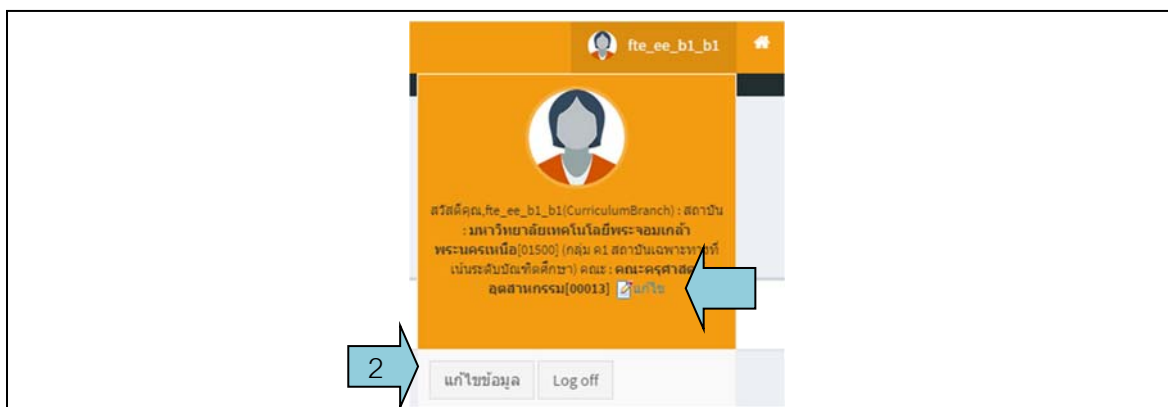 fte_ee_b1_b1
สวัสดีคุณ,fte_ee_b1_b1(CurriculumBranch) : สถาบัน
: มหาวิทยาลัยเทคโนโลยีพระจอมเกล้า
พระนครเหนือ[01500] (กลุ่ม ค1 สถาบันเฉพาะทางที่
เน้นระดับบัณฑิตศึกษา) คณะ : คณะครุศาสตร์
อุตสาหกรรม[00013] แก้ไข
2
แก้ไขข้อมูล Log off